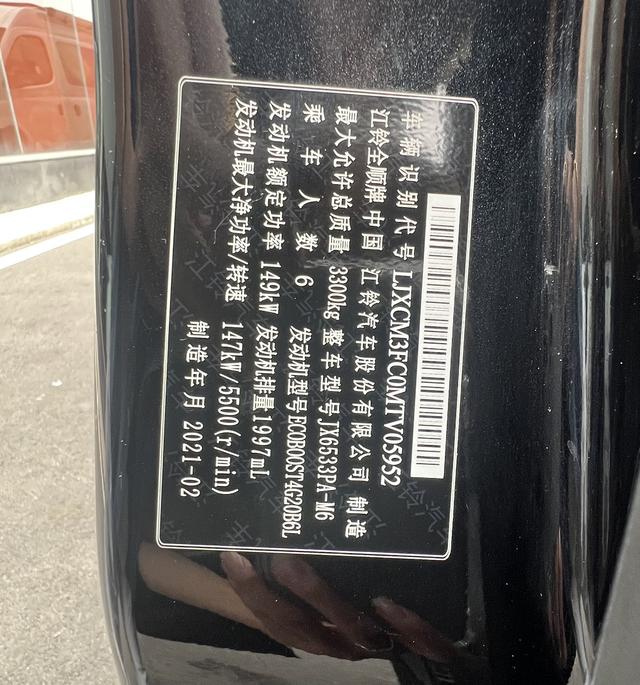 车辆识别代号 LJXCM3FC0MTV05952
江铃全顺牌 中国 江铃汽车股份有限公司 制造
最大允许总质量 3300kg 整车型号 JX6533PA-M6
乘车人数 6 发动机型号 ECOB00ST4G20B6L
发动机额定功率 149kW 发动机排量 1997mL
发动机最大净功率/转速 147kW/5500(r/min)
制造年月 2021-02